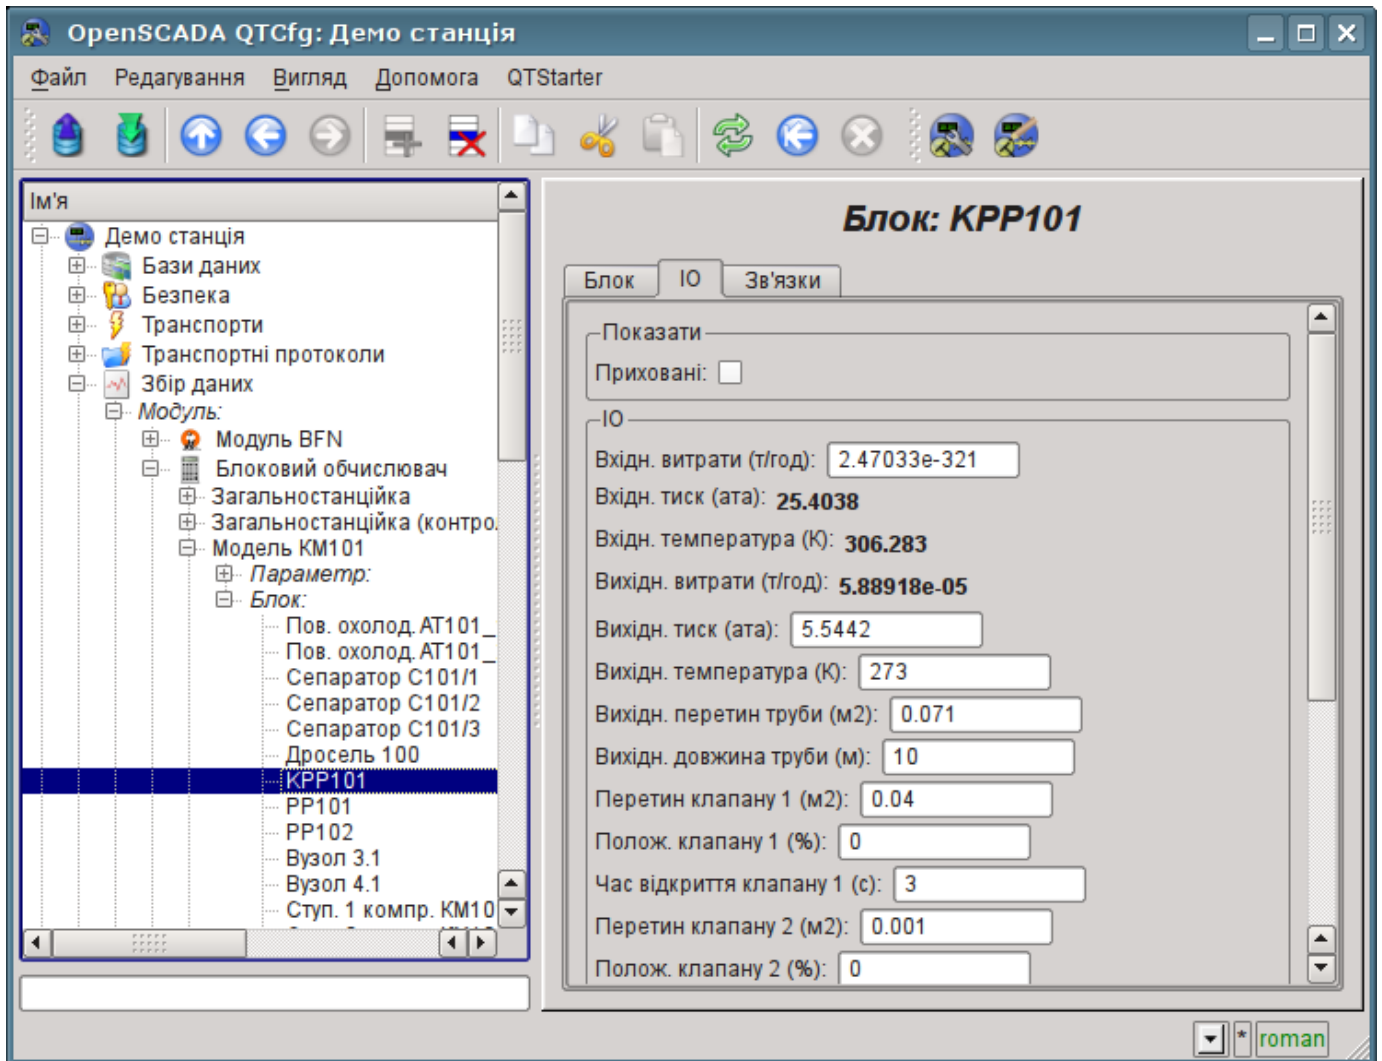 OpenSCADA QTCfg: Демо станція
Файл Редагування Вигляд Допомога QTStarter
Ім'я
Демо станція
Бази даних
Безпека
Транспорти
Транспортні протоколи
Збір даних
Модуль:
Модуль BFN
Блоковий обчислювач
Загальностанційка
Загальностанційка (контро.
Модель КМ101
Параметр:
Блок:
Пов. охолод. АТ101_
Пов. охолод. АТ101_
Сепаратор С101/1
Сепаратор С101/2
Сепаратор С101/3
Дросель 100
КРР101
РР101
РР102
Вузол 3.1
Вузол 4.1
Ступ. 1 компр. КМ10
Блок: КРР101
Блок IO Зв'язки
Показати
Приховані:
IO
Вхідн. витрати (т/год): 2.47033e-321
Вхідн. тиск (ата): 25.4038
Вхідн. температура (К): 306.283
Вихідн. витрати (т/год): 5.88918e-05
Вихідн. тиск (ата): 5.5442
Вихідн. температура (К): 273
Вихідн. перетин труби (м2): 0.071
Вихідн. довжина труби (м): 10
Перетин клапану 1 (м2): 0.04
Полож. клапану 1 (%): 0
Час відкриття клапану 1 (с): 3
Перетин клапану 2 (м2): 0.001
Полож. клапану 2 (%): 0
* roman